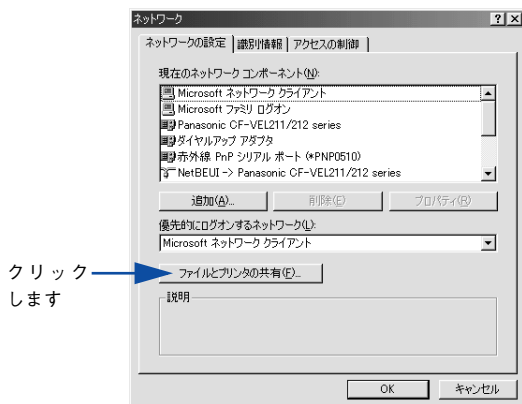 ネットワーク
ネットワークの設定 識別情報 アクセスの制御
現在のネットワーク コンポーネント(N):
Microsoft ネットワーク クライアント
Microsoft ファミリ ログオン
Panasonic CF-VEL211/212 series
ダイヤルアップ アダプタ
赤外線 PnP シリアル ポート (*PNP0510)
NetBEUI -> Panasonic CF-VEL211/212 series
追加(A)... 削除(E) プロパティ(R)
優先的にログオンするネットワーク(L):
Microsoft ネットワーク クライアント
クリック
します
ファイルとプリンタの共有(F)...
説明
OK キャンセル